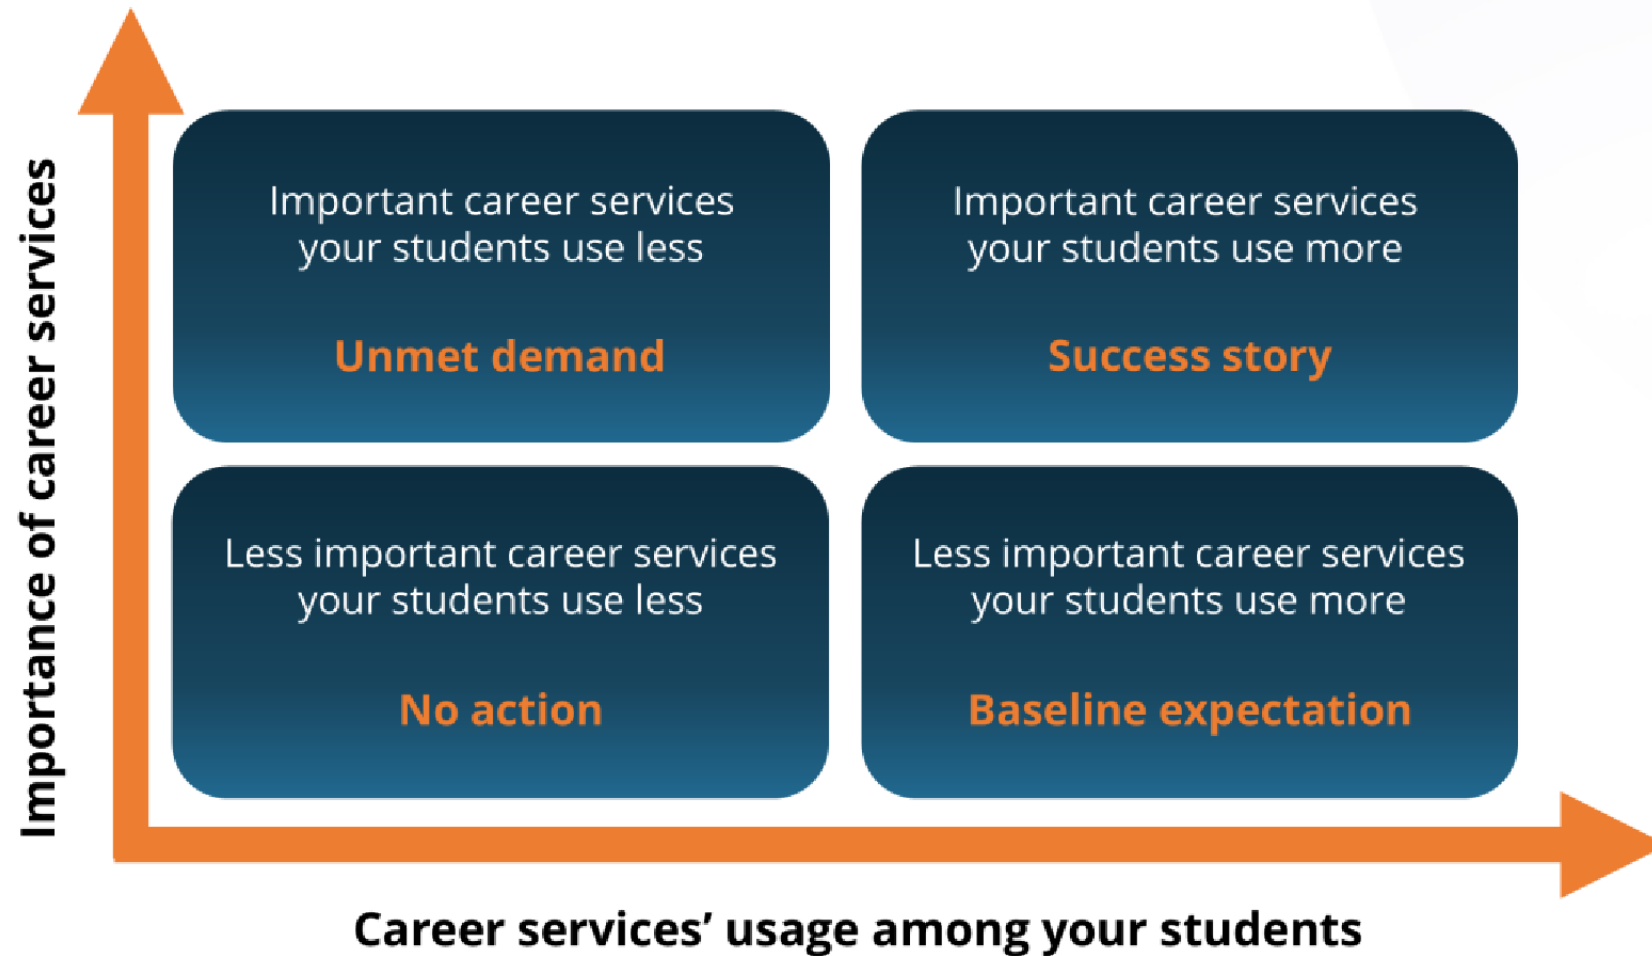 Importance of career services
Important career services
your students use less
Unmet demand
Important career services
your students use more
Success story
Less important career services
your students use less
No action
Less important career services
your students use more
Baseline expectation
Career services’ usage among your students